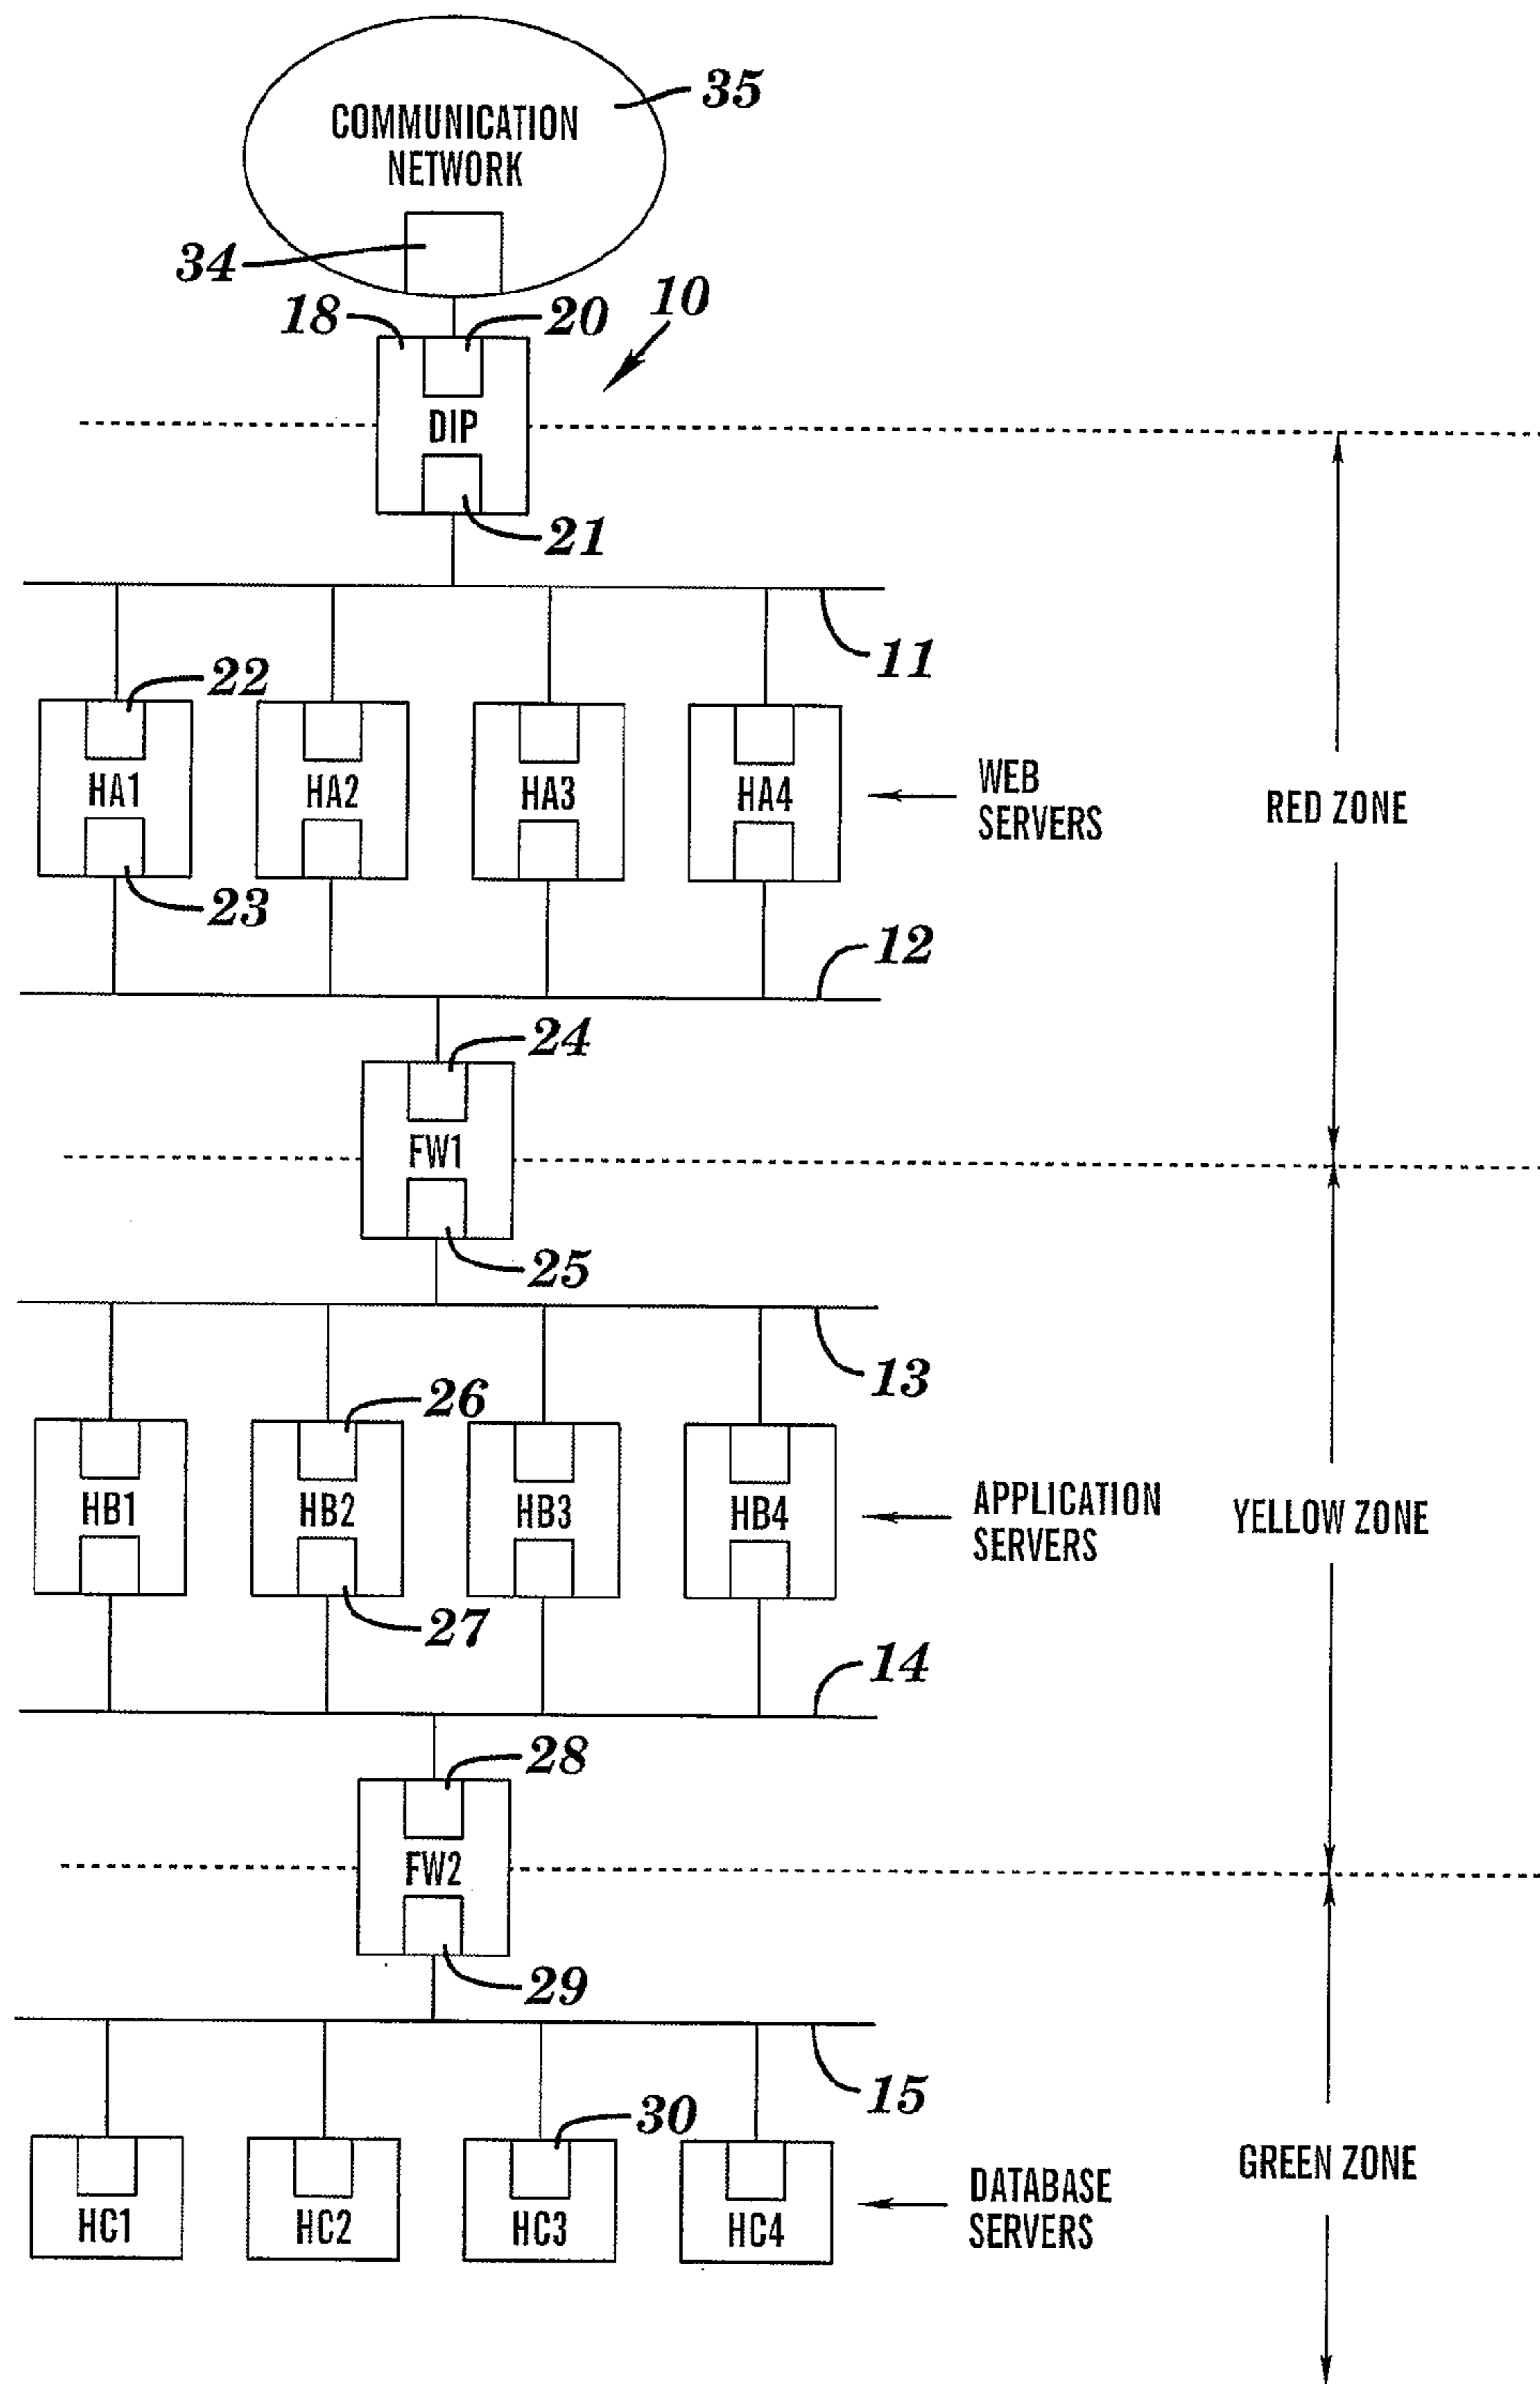 35
COMMUNICATION
NETWORK
34
10
18
20
DIP
21
11
22
HA1
HA2
HA3
HA4
WEB
SERVERS
RED ZONE
23
12
24
FW1
25
13
26
HB1
HB2
HB3
HB4
APPLICATION
SERVERS
YELLOW ZONE
27
14
28
FW2
29
15
30
HC1
HC2
HC3
HC4
DATABASE
SERVERS
GREEN ZONE